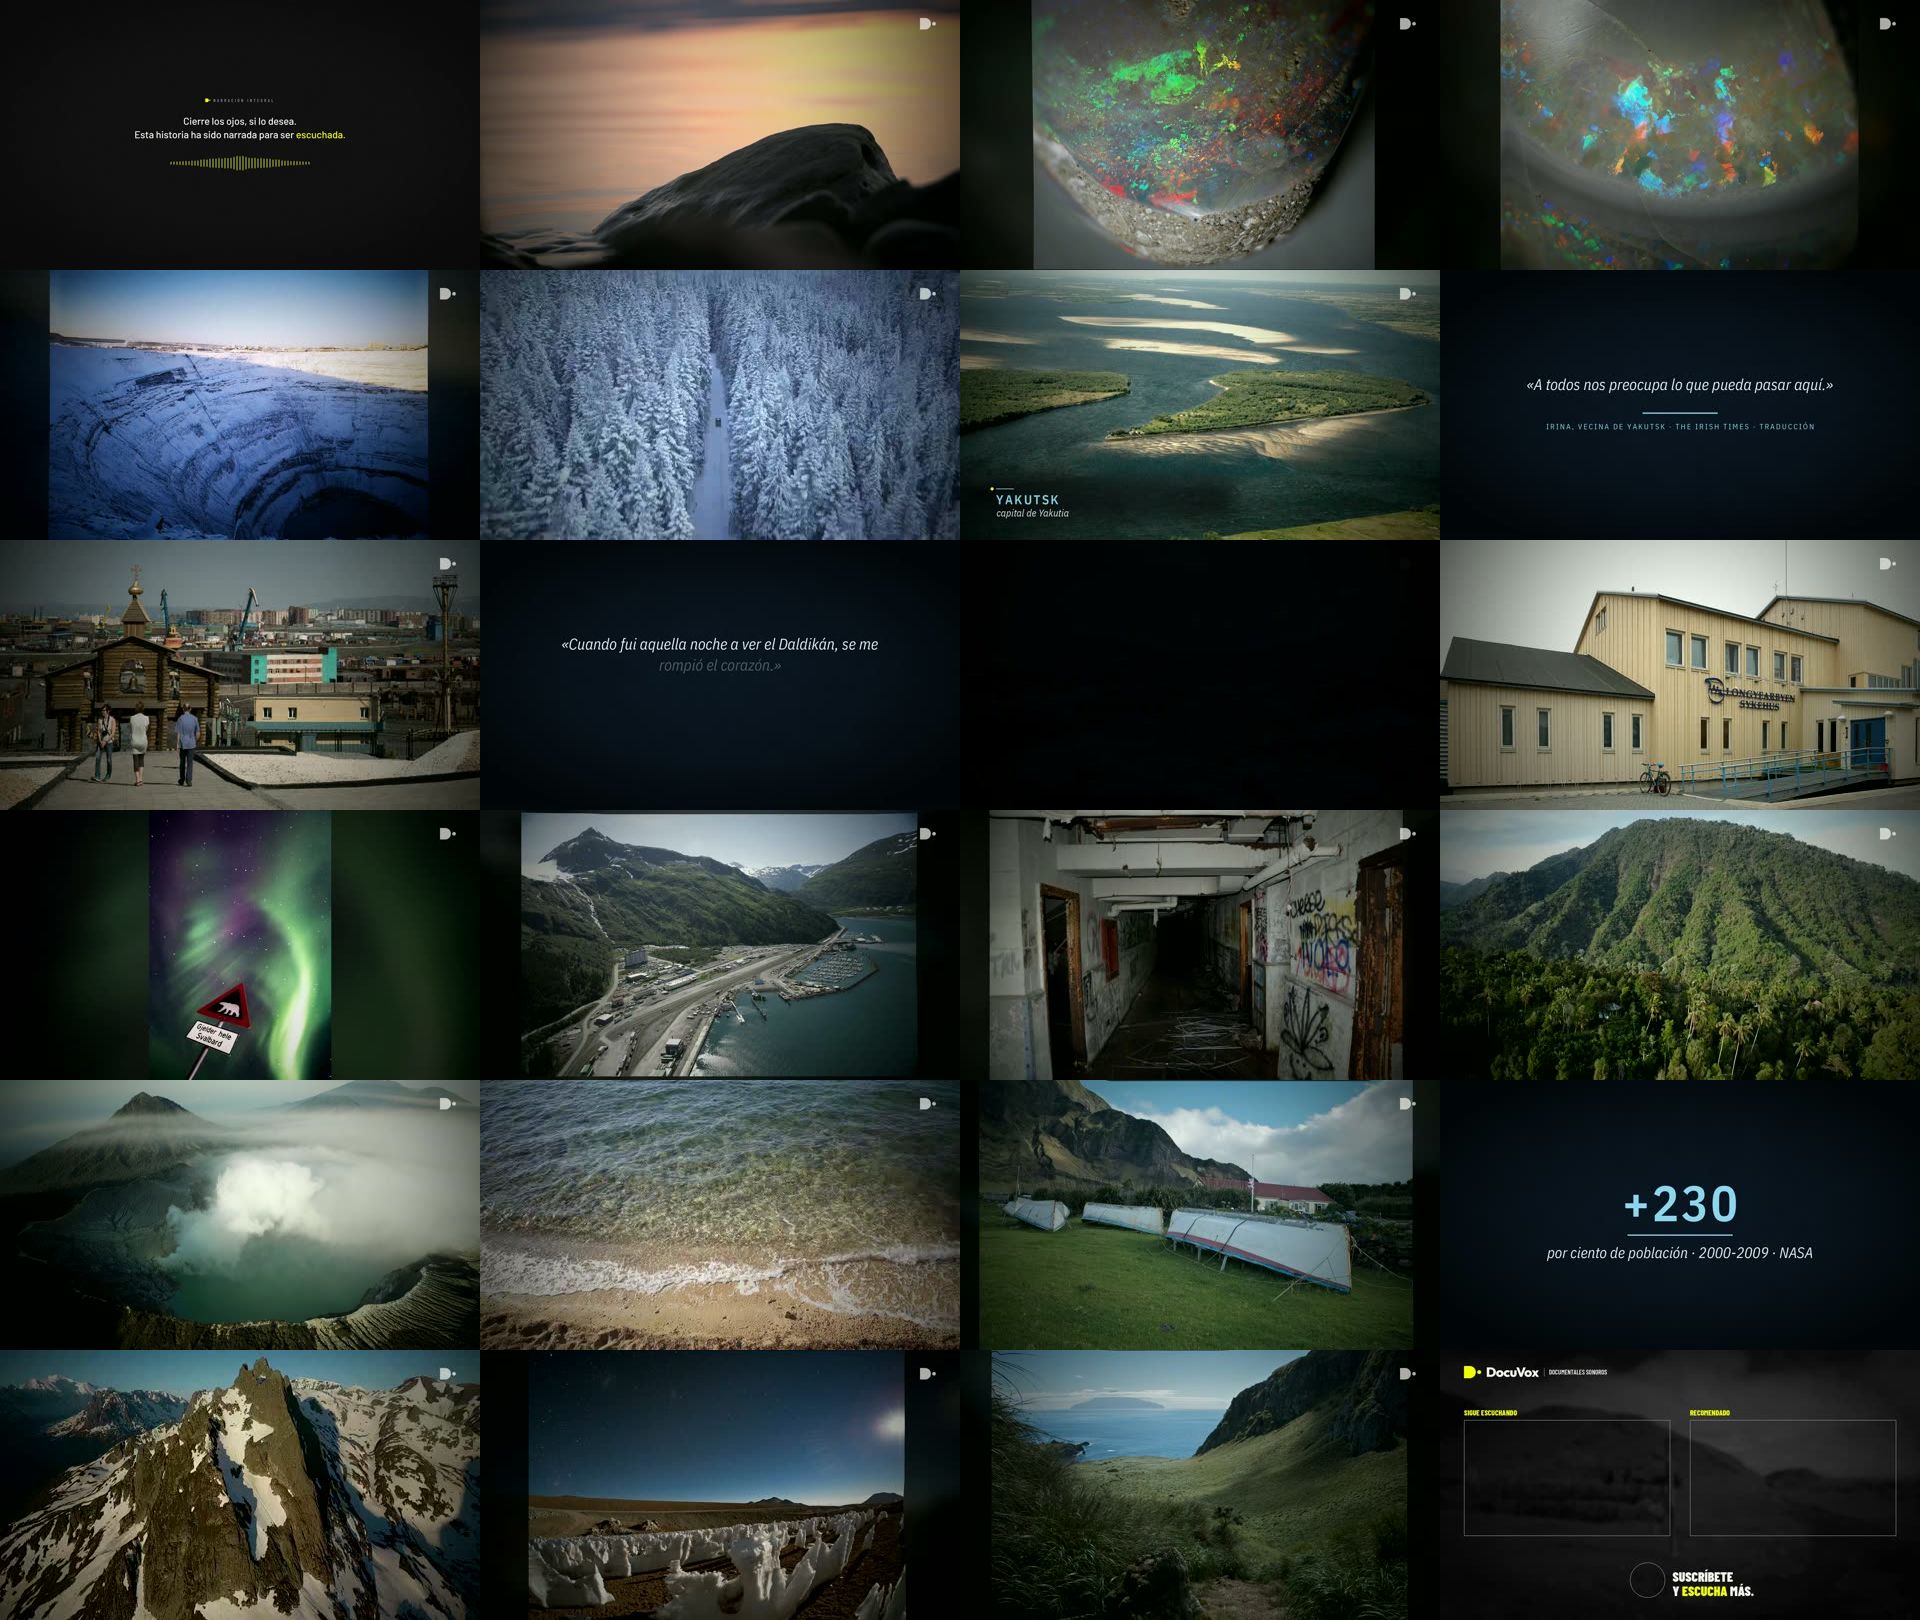 NARRACIÓN INTEGRAL
Cierre los ojos, si lo desea.
Esta historia ha sido narrada para ser escuchada.
YAKUTSK
capital de Yakutia
«A todos nos preocupa lo que pueda pasar aquí.»
IRINA, VECINA DE YAKUTSK · THE IRISH TIMES · TRADUCCIÓN
«Cuando fui aquella noche a ver el Daldikán, se me
rompió el corazón.»
LONGYEARBYEN
SYKEHUS
Gjelder hele
Svalbard
+230
por ciento de población · 2000-2009 · NASA
DocuVox
DOCUMENTALES SONOROS
SIGUE ESCUCHANDO
RECOMENDADO
SUSCRÍBETE
Y ESCUCHA MÁS.